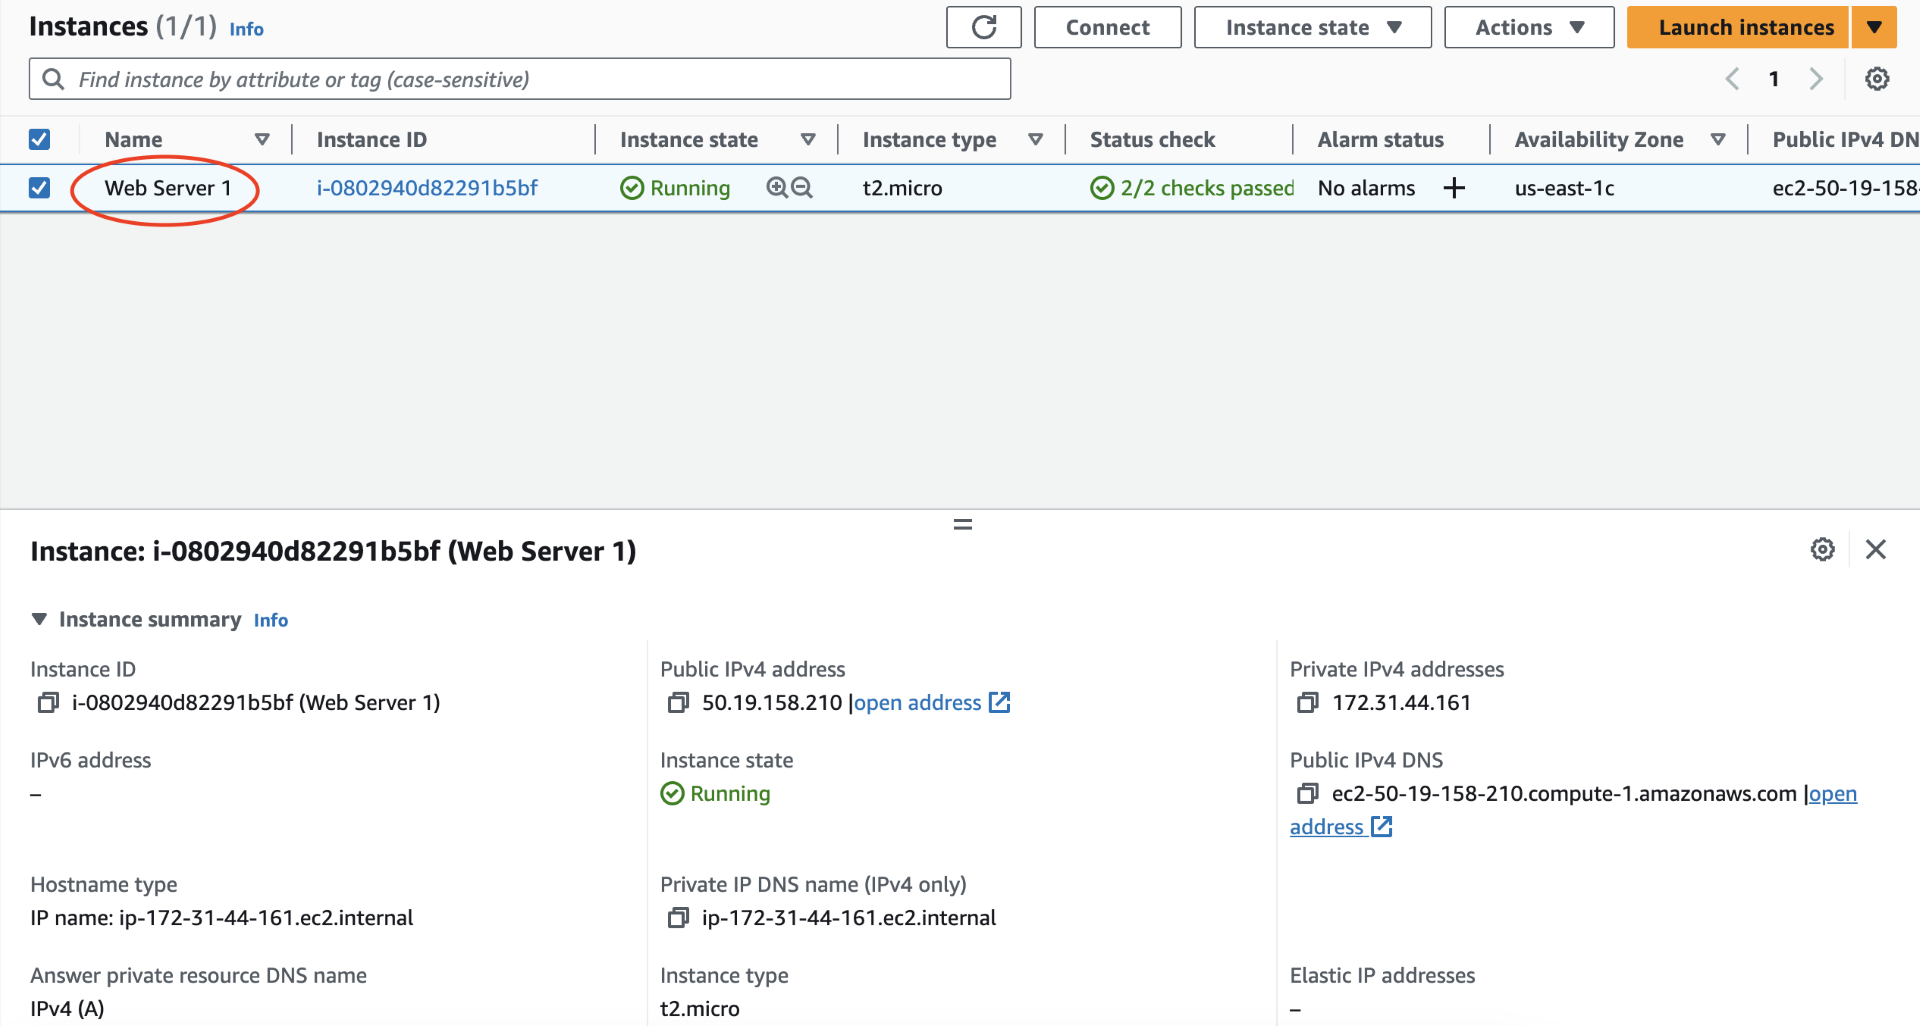 Instances (1/1) Info
Connect
Instance state
Actions
Launch instances
Find instance by attribute or tag (case-sensitive)
1
Name Instance ID Instance state Instance type Status check Alarm status Availability Zone Public IPv4 DN
Web Server 1 i-0802940d82291b5bf Running t2.micro 2/2 checks passed No alarms + us-east-1c ec2-50-19-158-
Instance: i-0802940d82291b5bf (Web Server 1)
Instance summary Info
Instance ID
i-0802940d82291b5bf (Web Server 1)
Public IPv4 address
50.19.158.210 |open address
Private IPv4 addresses
172.31.44.161
IPv6 address
–
Instance state
Running
Public IPv4 DNS
ec2-50-19-158-210.compute-1.amazonaws.com |open
address
Hostname type
IP name: ip-172-31-44-161.ec2.internal
Private IP DNS name (IPv4 only)
ip-172-31-44-161.ec2.internal
Answer private resource DNS name
IPv4 (A)
Instance type
t2.micro
Elastic IP addresses
–